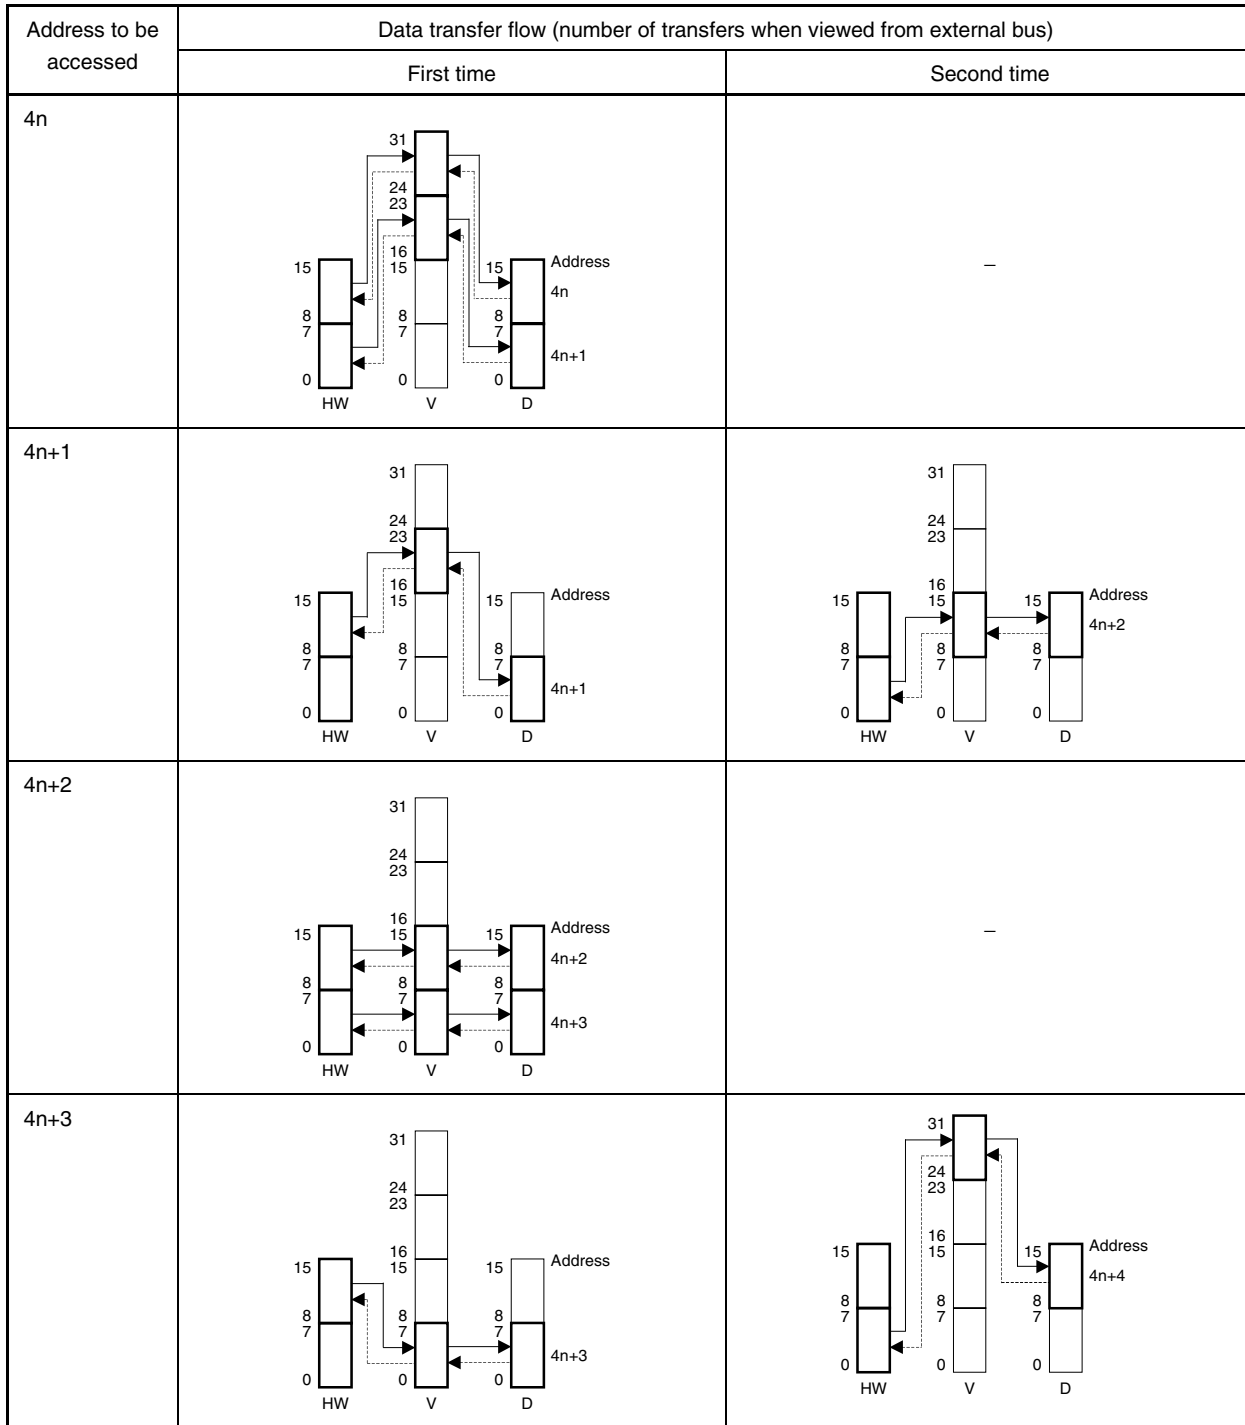 Address to be accessed
Data transfer flow (number of transfers when viewed from external bus)
First time
Second time
4n
31
24
23
16
15
15
15
Address
4n
8
7
8
7
8
7
4n+1
0
0
0
HW
V
D
–
4n+1
31
24
23
16
15
15
15
Address
8
7
8
7
8
7
4n+1
0
0
0
HW
V
D
31
24
23
16
15
15
15
Address
4n+2
8
7
8
7
8
7
0
0
0
HW
V
D
4n+2
31
24
23
16
15
15
15
Address
4n+2
8
7
8
7
8
7
4n+3
0
0
0
HW
V
D
–
4n+3
31
24
23
16
15
15
15
Address
8
7
8
7
8
7
4n+3
0
0
0
HW
V
D
31
24
23
16
15
15
15
Address
4n+4
8
7
8
7
8
7
0
0
0
HW
V
D